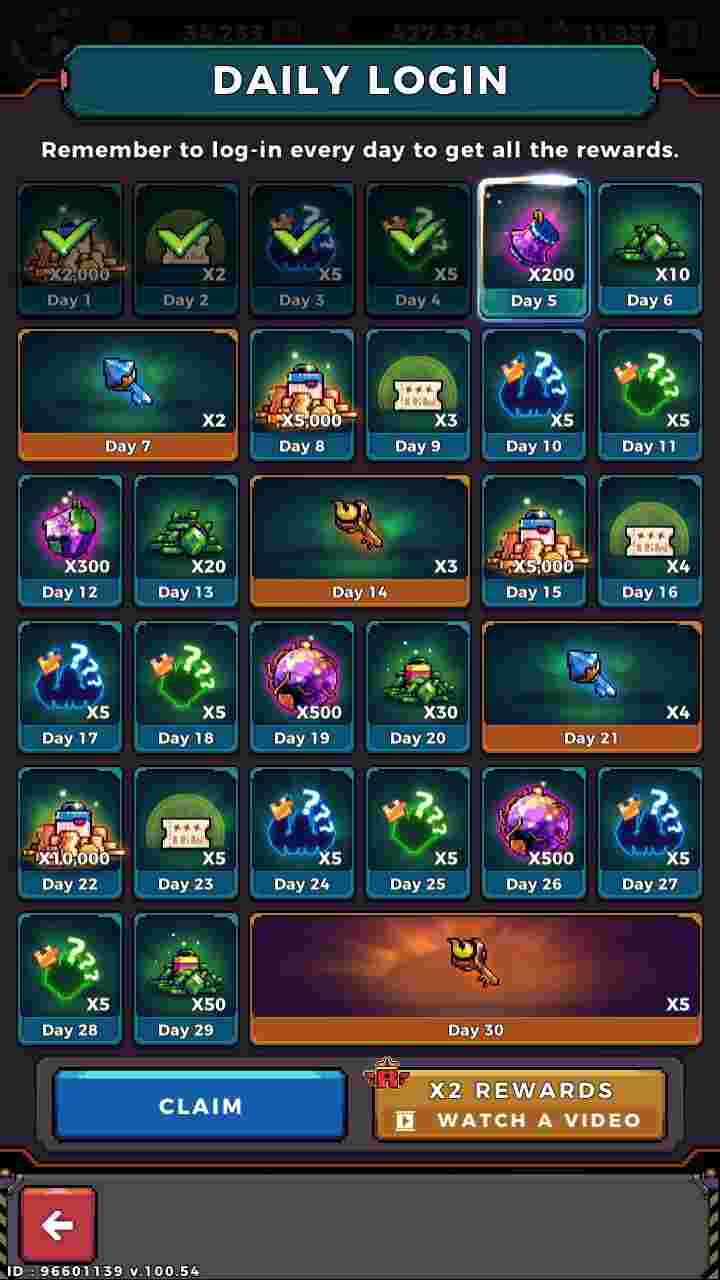 34,233 427,324 11,337
DAILY LOGIN
Remember to log-in every day to get all the rewards.
X2,000 X2 X5 X5 X200 X10
Day 1 Day 2 Day 3 Day 4 Day 5 Day 6
X2 X5,000 X3 X5 X5
Day 7 Day 8 Day 9 Day 10 Day 11
X300 X20 X3 X5,000 X4
Day 12 Day 13 Day 14 Day 15 Day 16
X5 X5 X500 X30 X4
Day 17 Day 18 Day 19 Day 20 Day 21
X10,000 X5 X5 X5 X500 X5
Day 22 Day 23 Day 24 Day 25 Day 26 Day 27
X5 X50 X5
Day 28 Day 29 Day 30
CLAIM
X2 REWARDS
WATCH A VIDEO
ID : 96601139 v.100.54